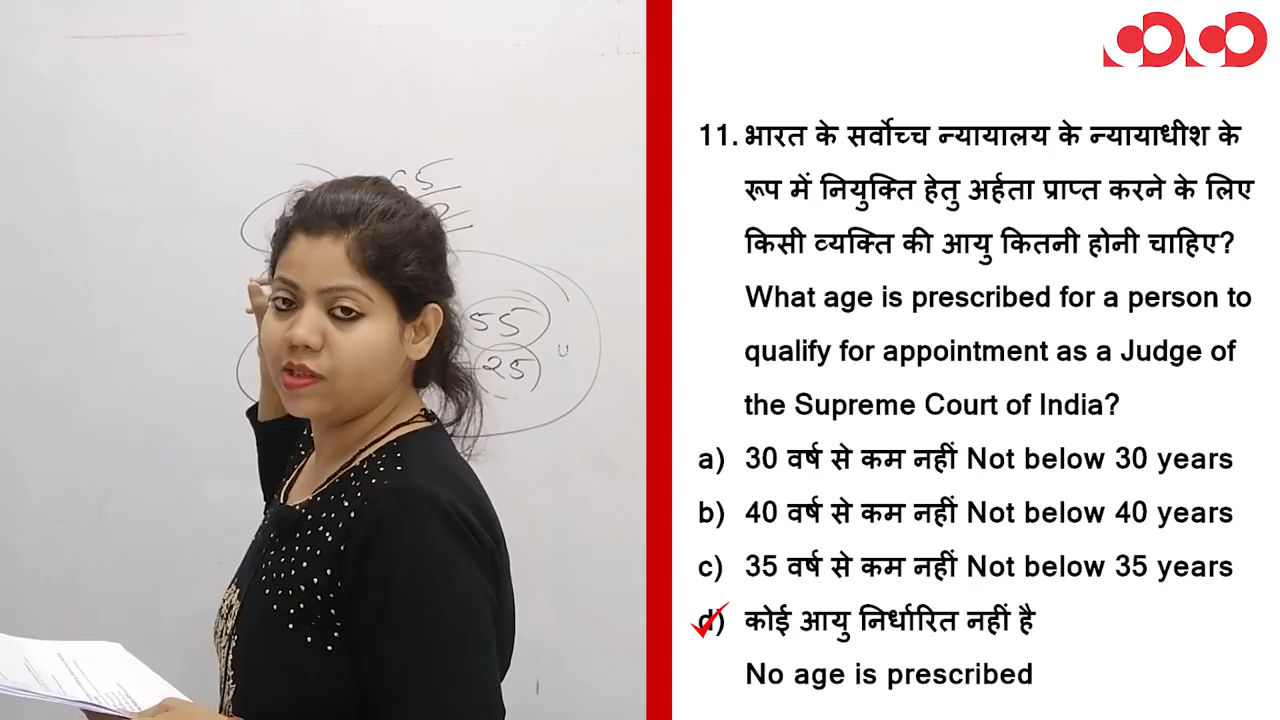 65
55
25
11. भारत के सर्वोच्च न्यायालय के न्यायाधीश के
रूप में नियुक्ति हेतु अर्हता प्राप्त करने के लिए
किसी व्यक्ति की आयु कितनी होनी चाहिए?
What age is prescribed for a person to
qualify for appointment as a Judge of
the Supreme Court of India?
a) 30 वर्ष से कम नहीं Not below 30 years
b) 40 वर्ष से कम नहीं Not below 40 years
c) 35 वर्ष से कम नहीं Not below 35 years
d) कोई आयु निर्धारित नहीं है
No age is prescribed